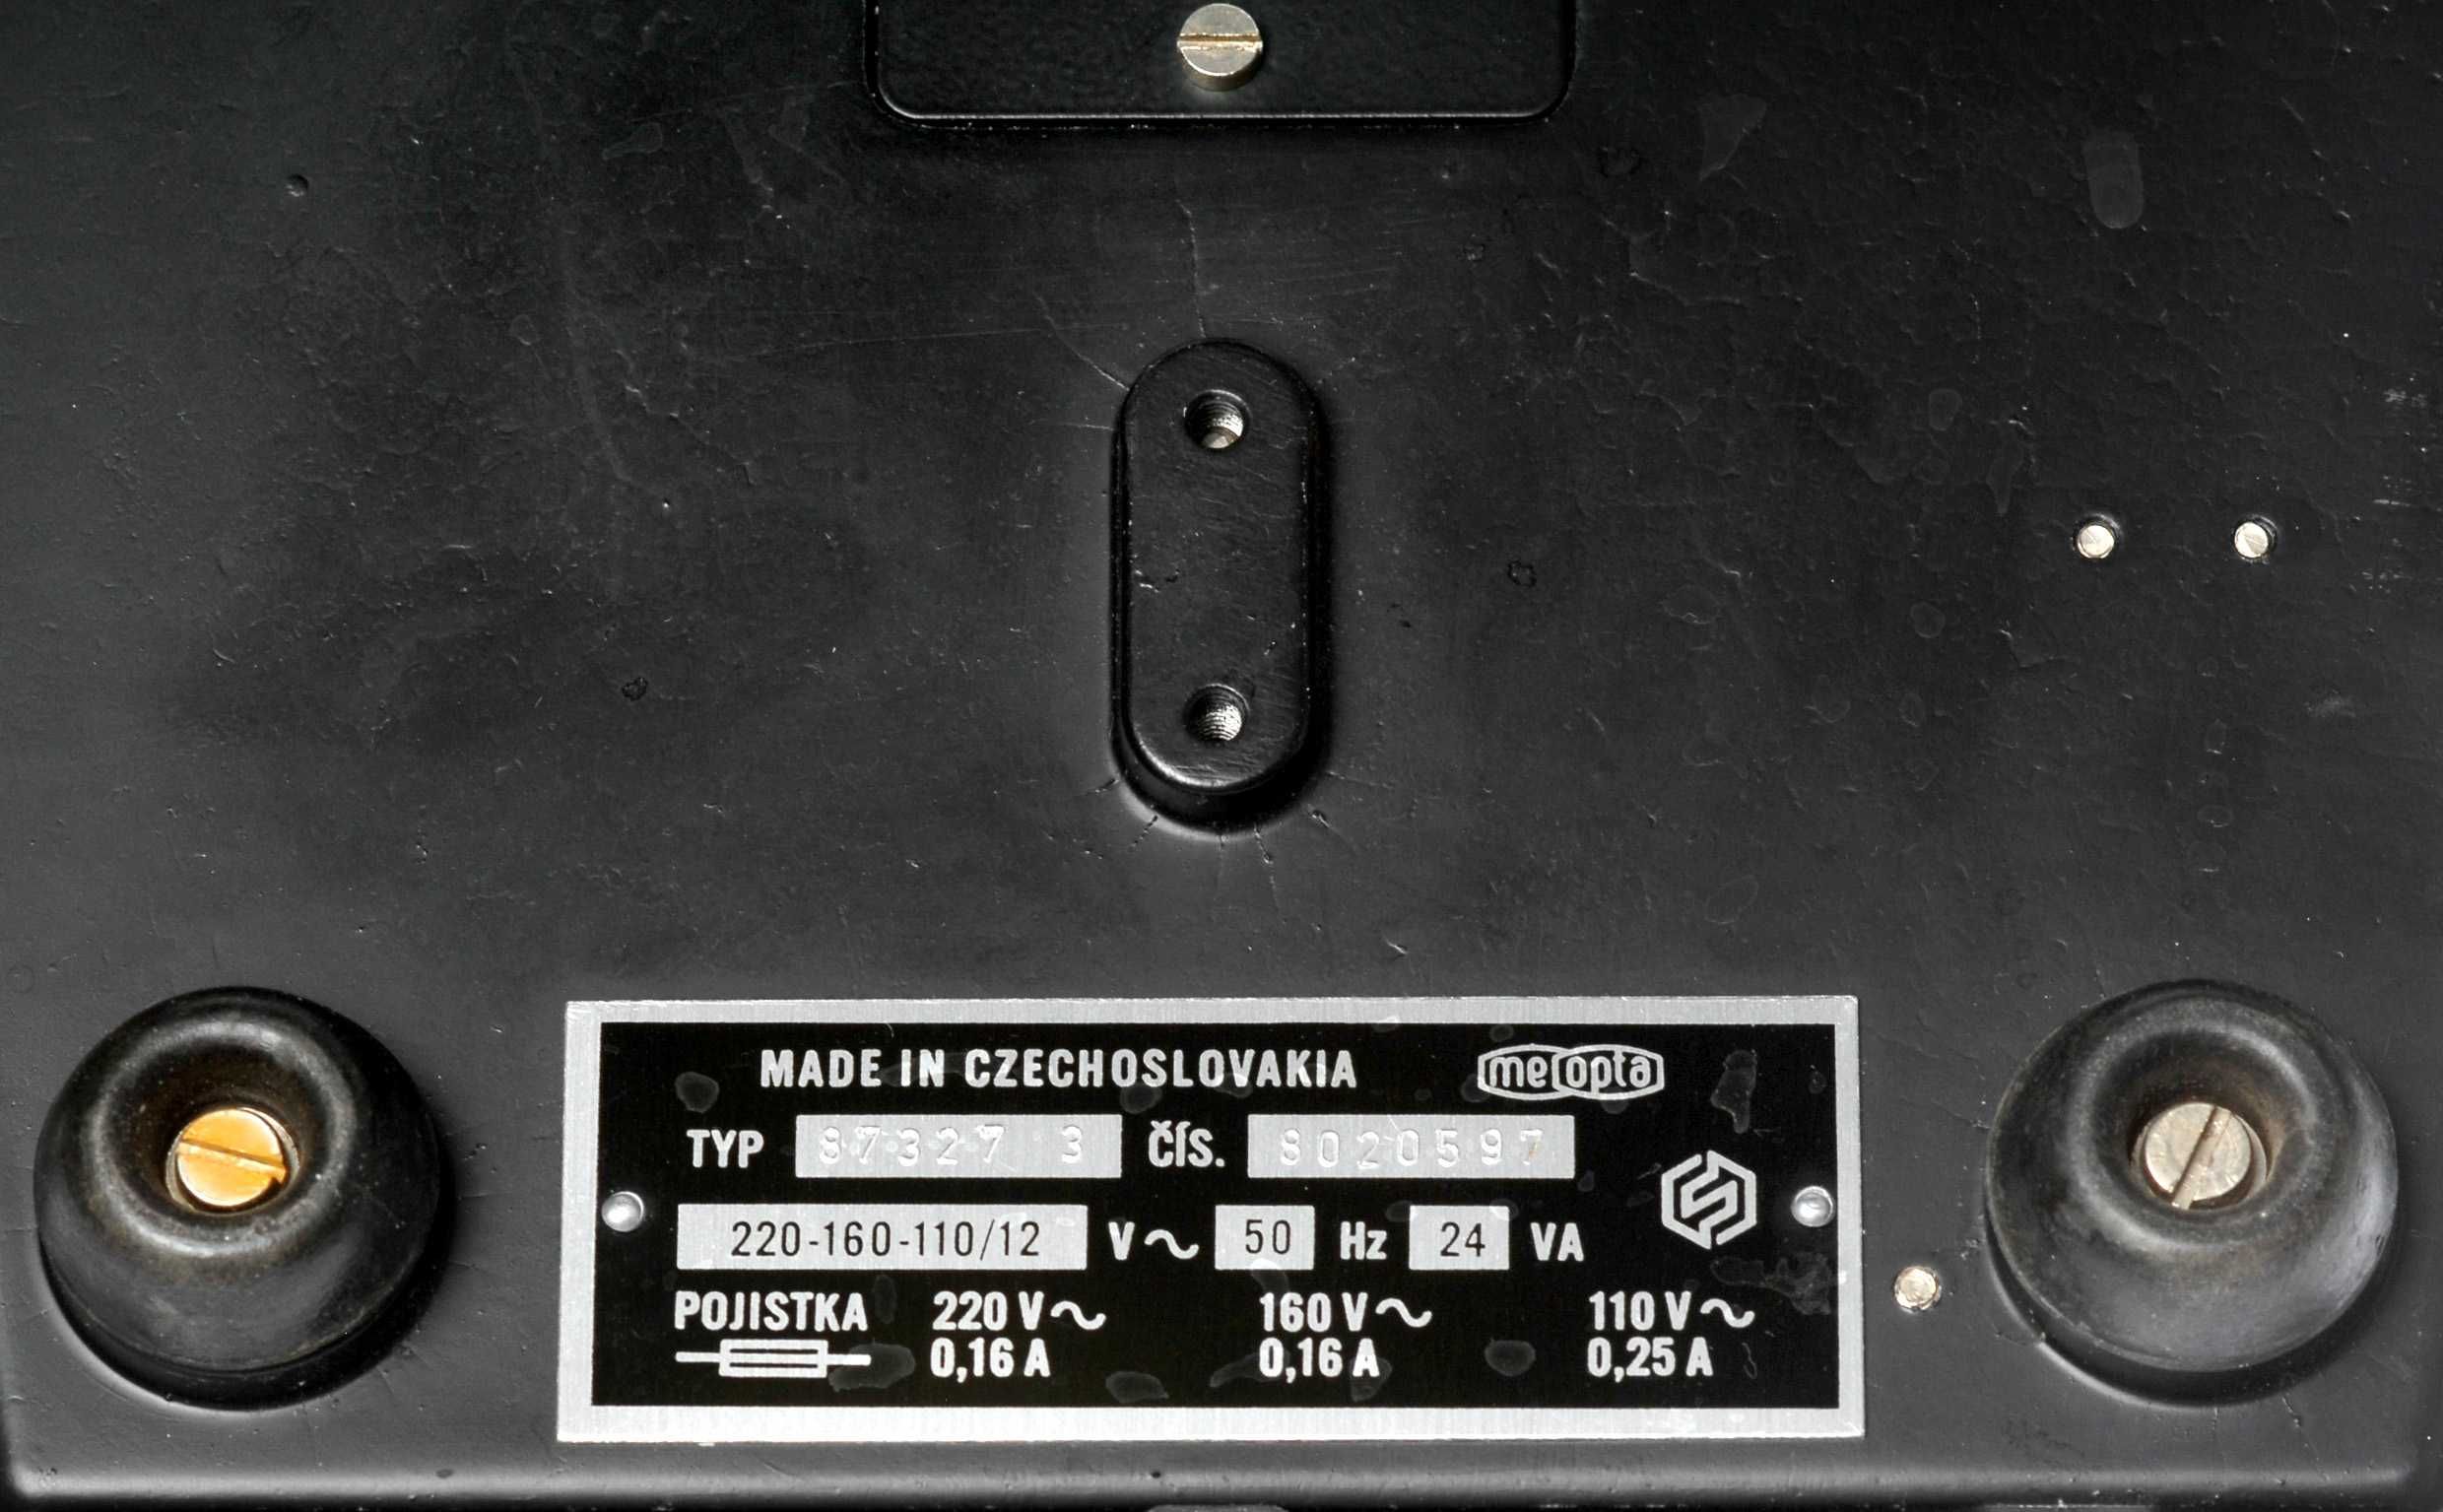 MADE IN CZECHOSLOVAKIA meopta
TYP 87327 3 ČÍS. 8020597
220-160-110/12 V~ 50 Hz 24 VA
POJISTKA 220 V~ 160 V~ 110 V~
0,16 A 0,16 A 0,25 A